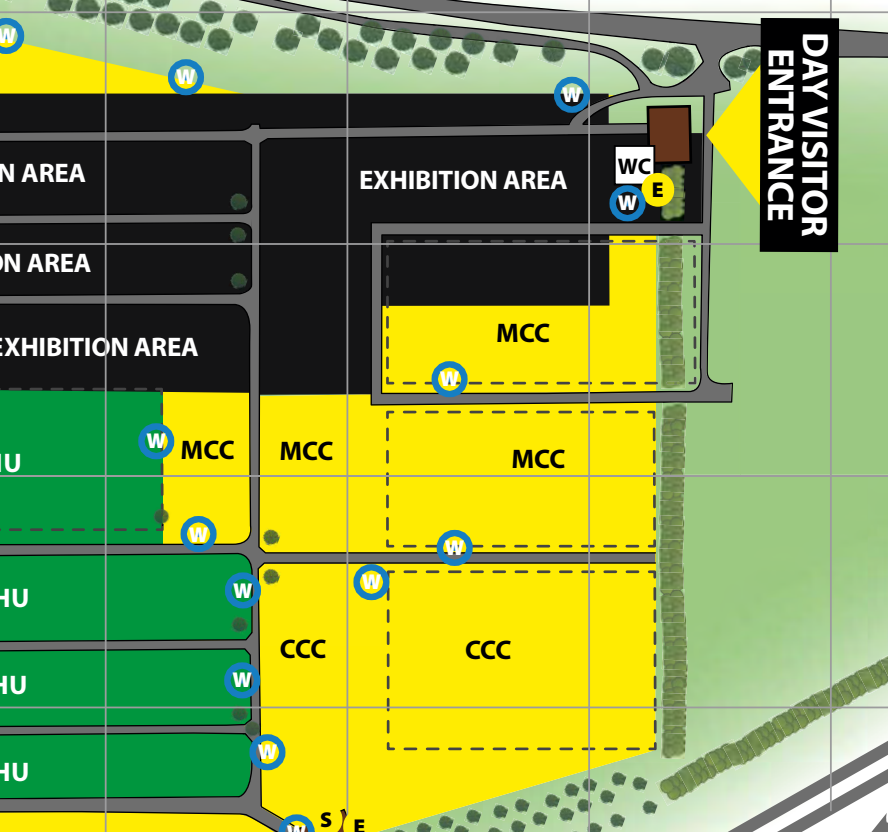 W
W
W
DAY VISITOR
ENTRANCE
N AREA
EXHIBITION AREA
WC
W
E
ON AREA
EXHIBITION AREA
MCC
W
W
MCC
MCC
MCC
HU
W
W
W
W
HU
CCC
CCC
W
HU
W
HU
W
S
E